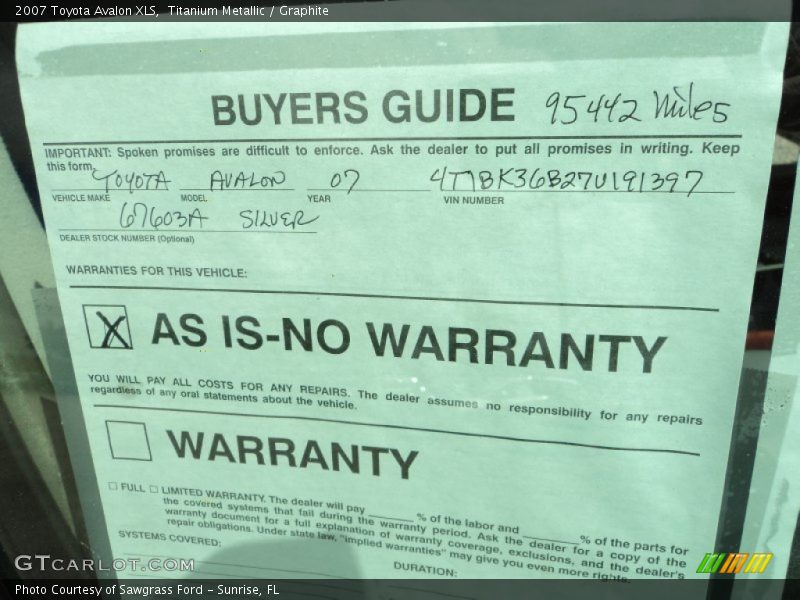 2007 Toyota Avalon XLS,  Titanium Metallic / Graphite
BUYERS GUIDE 95442 Miles
IMPORTANT: Spoken promises are difficult to enforce. Ask the dealer to put all promises in writing. Keep
this form.
TOYOTA AVALON 07 4T1BK36B27U191397
VEHICLE MAKE MODEL YEAR VIN NUMBER
67603A SILVER
DEALER STOCK NUMBER (Optional)
WARRANTIES FOR THIS VEHICLE:
X AS IS-NO WARRANTY
YOU WILL PAY ALL COSTS FOR ANY REPAIRS. The dealer assumes no responsibility for any repairs
regardless of any oral statements about the vehicle.
WARRANTY
□ FULL □ LIMITED WARRANTY. The dealer will pay ______ % of the labor and ______ % of the parts for
the covered systems that fail during the warranty period. Ask the dealer for a copy of the
warranty document for a full explanation of warranty coverage, exclusions, and the dealer's
repair obligations. Under state law, "implied warranties" may give you even more rights.
SYSTEMS COVERED: DURATION:
GTCARLOT.COM
Photo Courtesy of Sawgrass Ford - Sunrise, FL